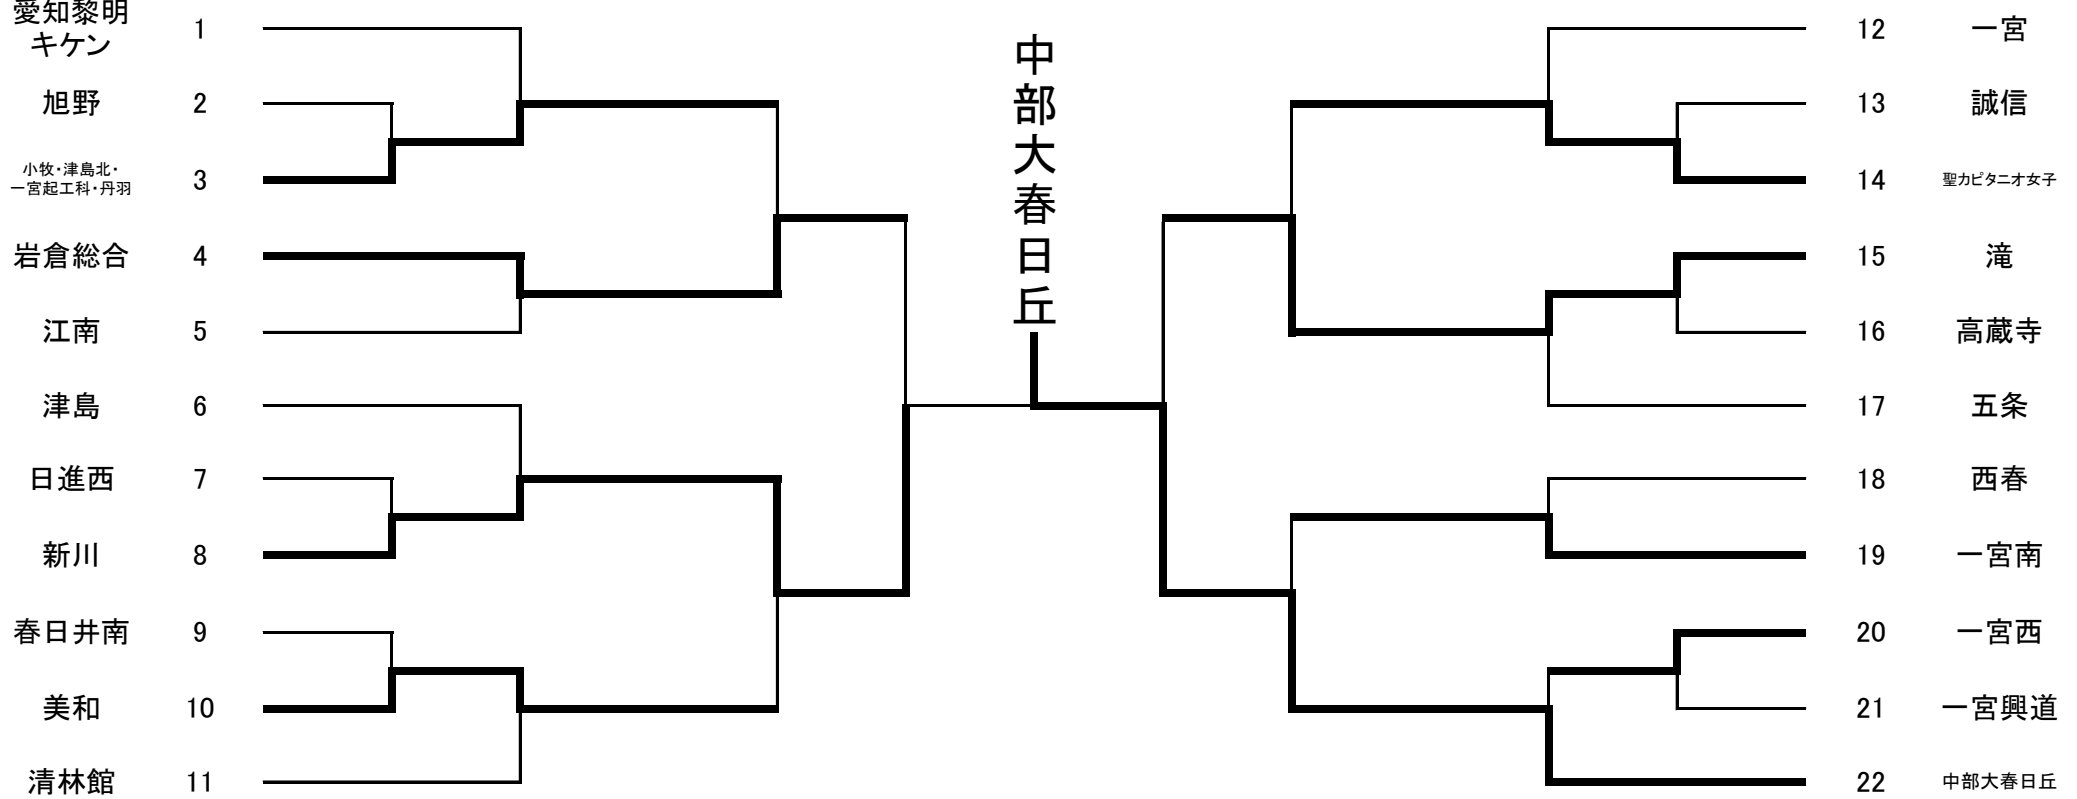 愛知黎明
キケン
1
旭野
2
小牧・津島北・
一宮起工科・丹羽
3
岩倉総合
4
江南
5
津島
6
日進西
7
新川
8
春日井南
9
美和
10
清林館
11
中部大春日丘
12
一宮
13
誠信
14
聖カピタニオ女子
15
滝
16
高蔵寺
17
五条
18
西春
19
一宮南
20
一宮西
21
一宮興道
22
中部大春日丘